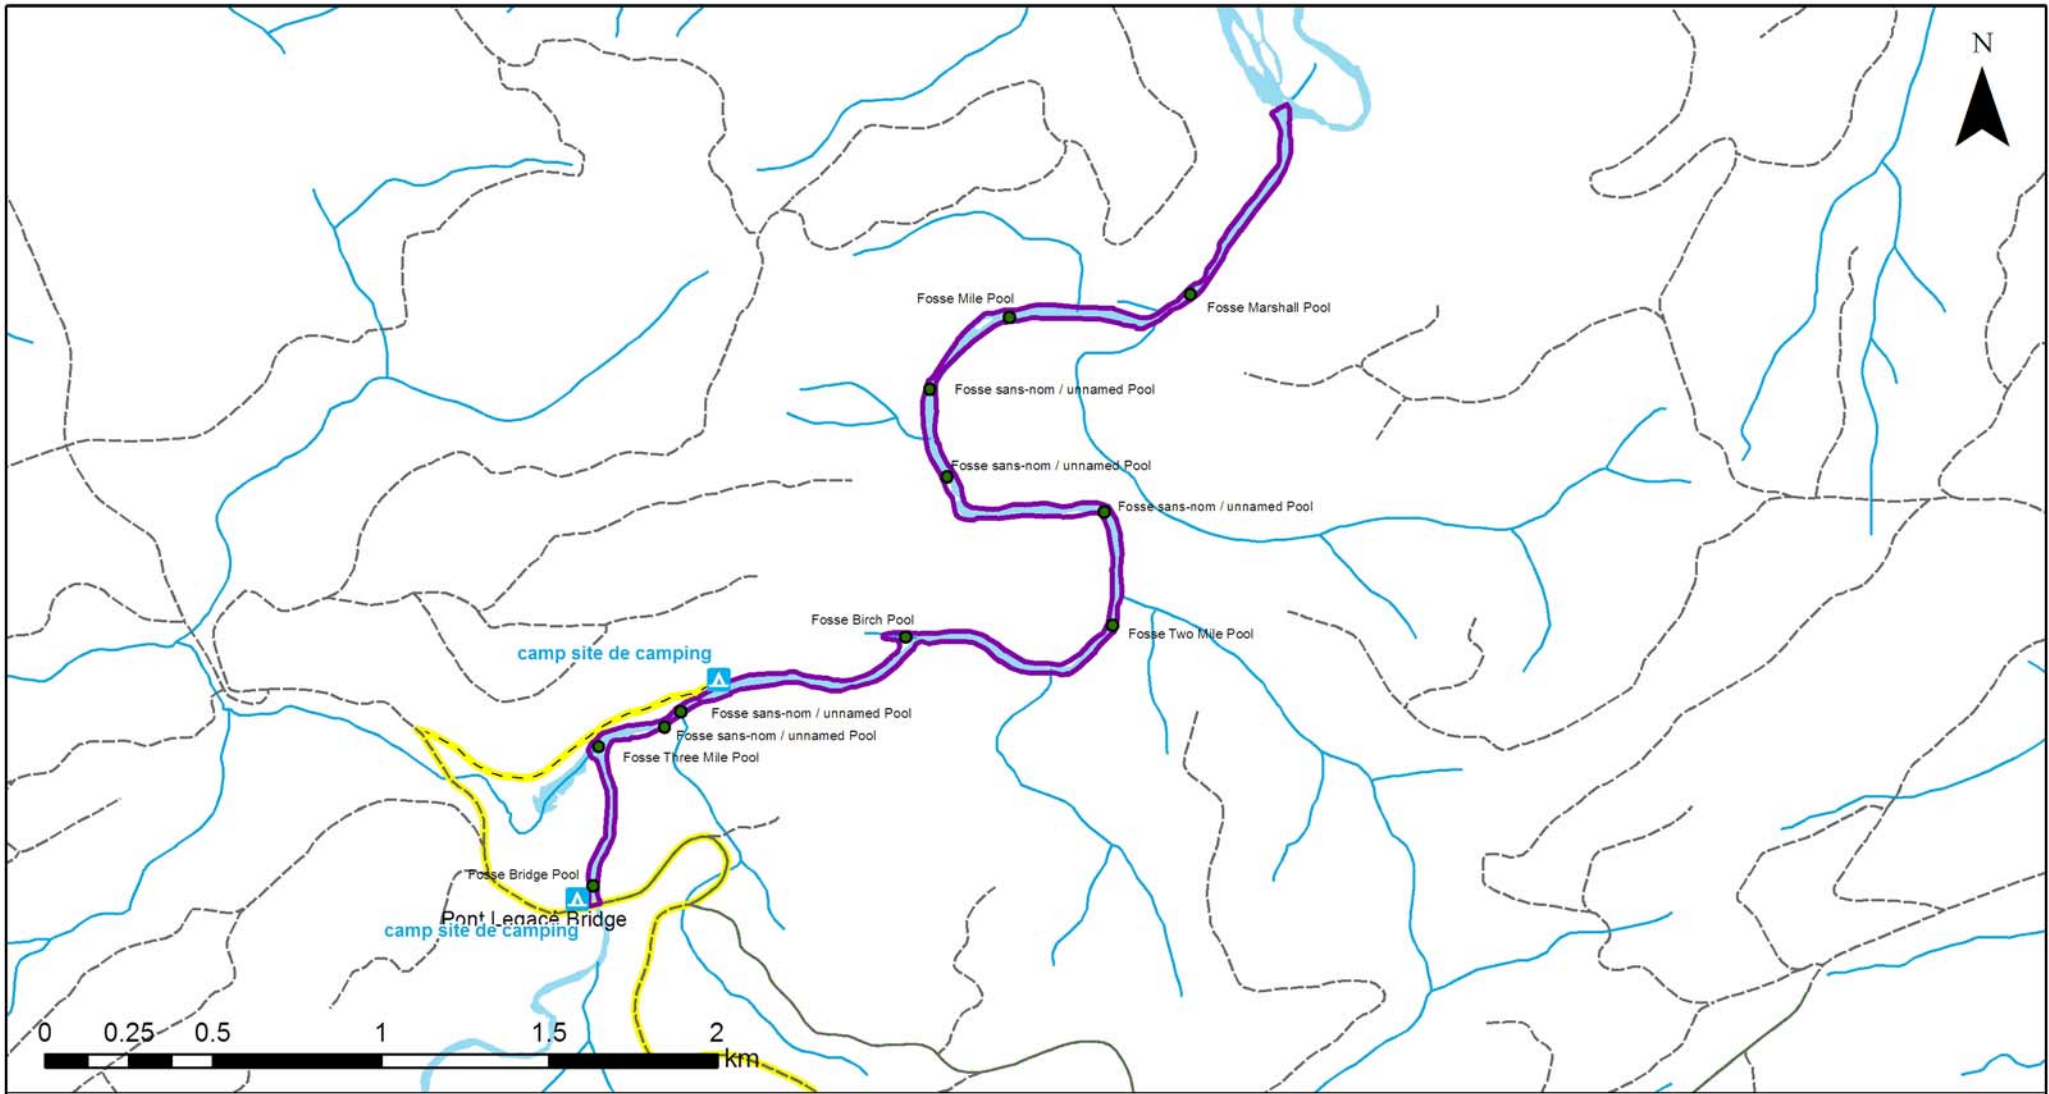 N
Fosse Mile Pool
Fosse Marshall Pool
Fosse sans-nom / unnamed Pool
Fosse sans-nom / unnamed Pool
Fosse sans-nom / unnamed Pool
Fosse Birch Pool
Fosse Two Mile Pool
camp site de camping
Fosse sans-nom / unnamed Pool
Fosse sans-nom / unnamed Pool
Fosse Three Mile Pool
Fosse Bridge Pool
Pont Legace Bridge
camp site de camping
0 0.25 0.5 1 1.5 2
km